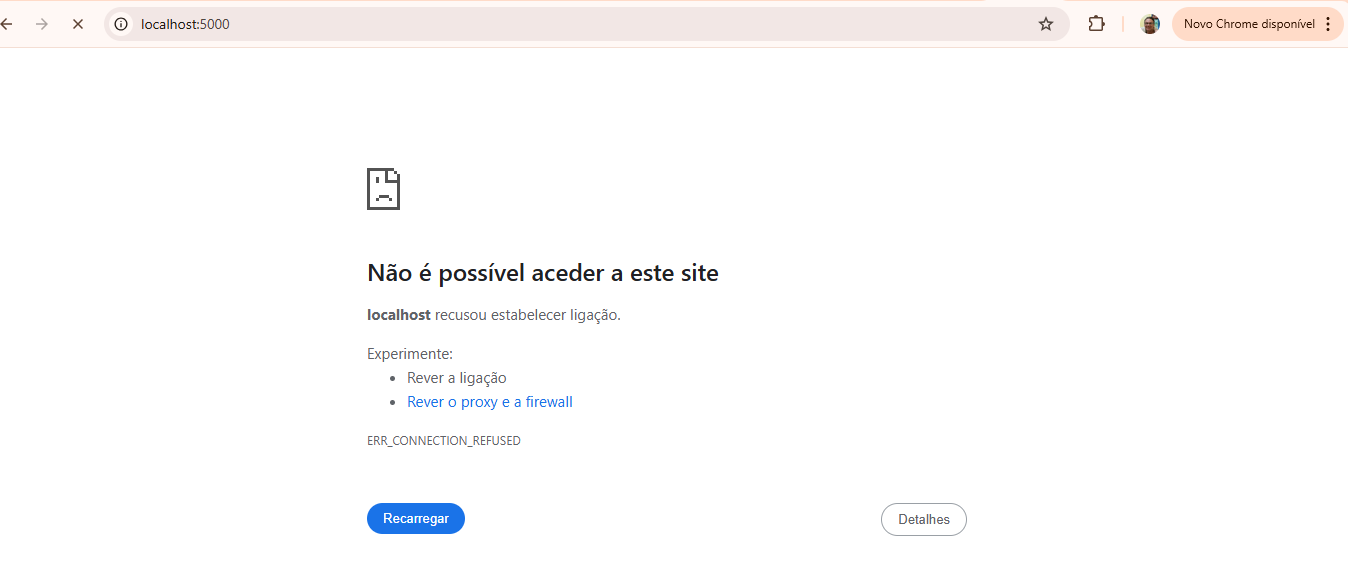 localhost:5000
Novo Chrome disponível
Não é possível aceder a este site
localhost recusou estabelecer ligação.
Experimente:
Rever a ligação
Rever o proxy e a firewall
ERR_CONNECTION_REFUSED
Recarregar
Detalhes